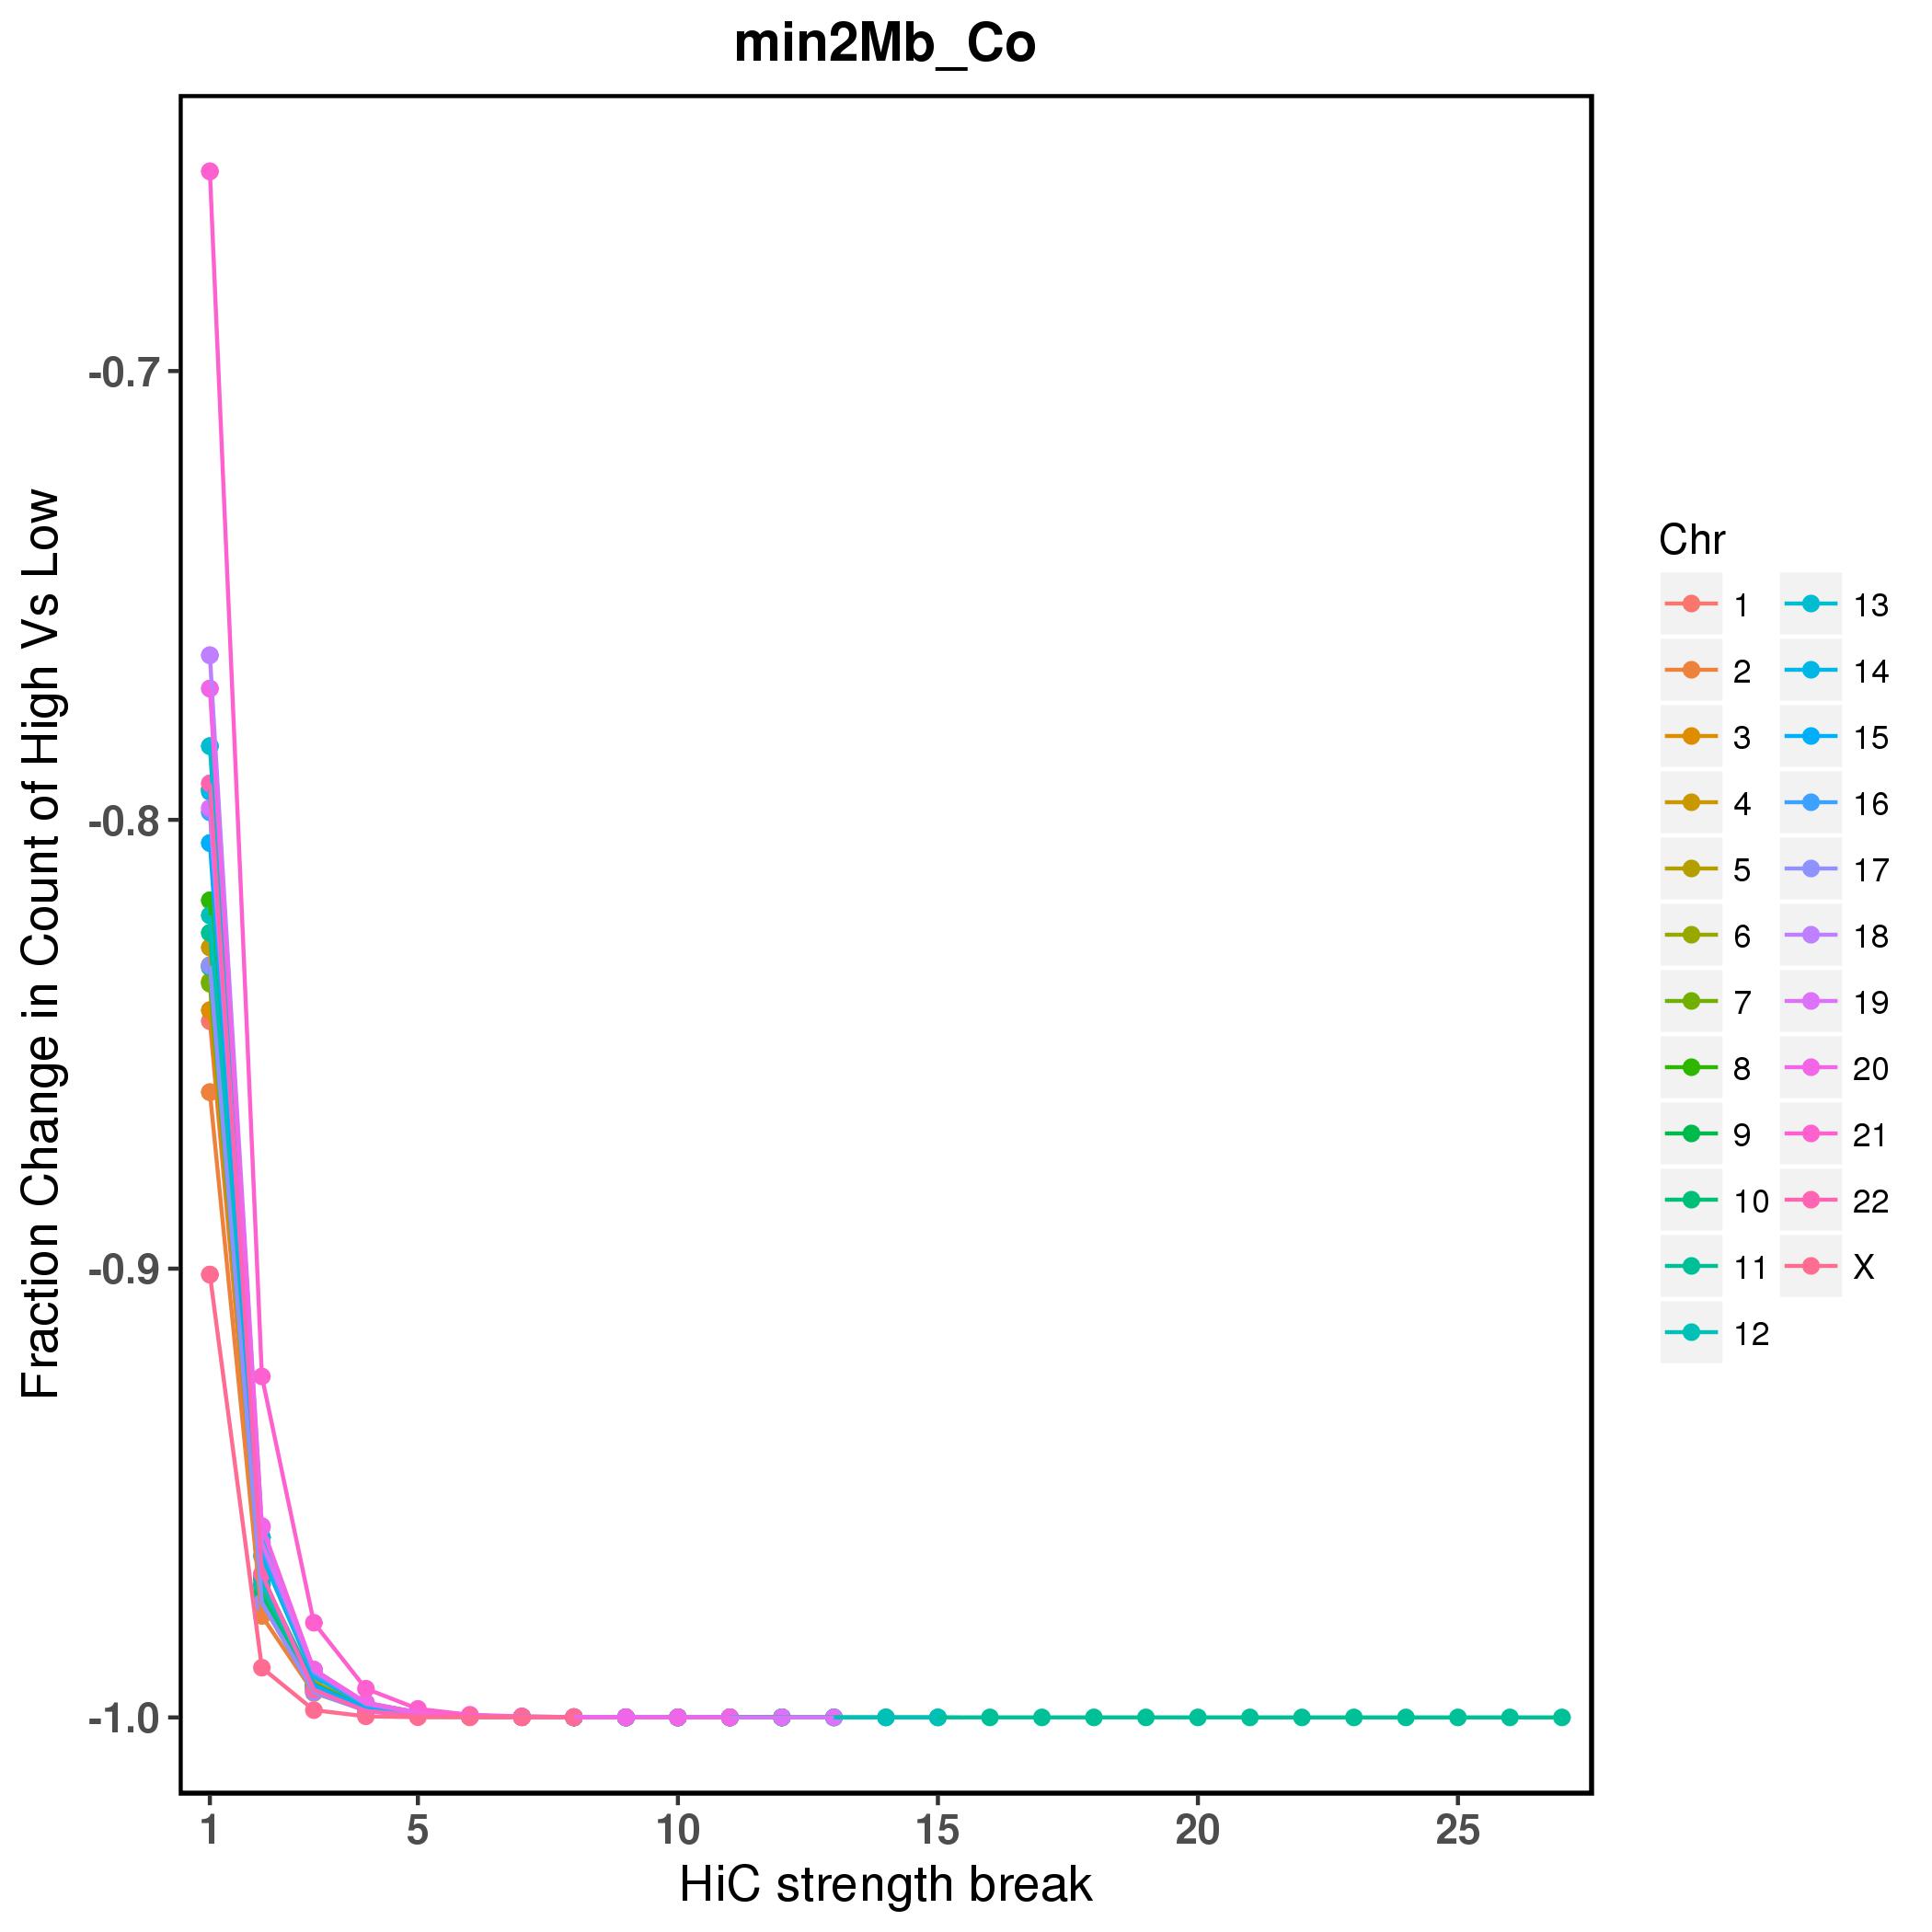 min2Mb_Co
Fraction Change in Count of High Vs Low
-0.7
-0.8
-0.9
-1.0
1 5 10 15 20 25
HiC strength break
Chr
1 13
2 14
3 15
4 16
5 17
6 18
7 19
8 20
9 21
10 22
11 X
12